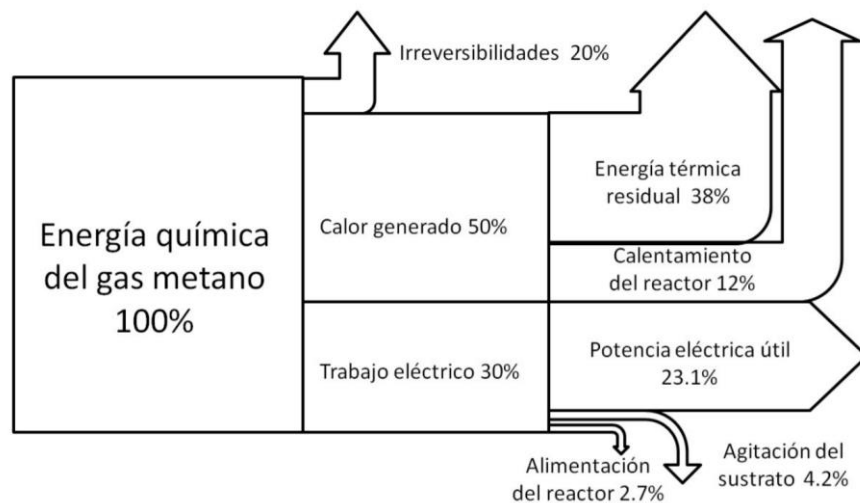 Irreversibilidades 20%
Energía química
del gas metano
100%
Calor generado 50%
Energía térmica
residual 38%
Calentamiento
del reactor 12%
Trabajo eléctrico 30%
Potencia eléctrica útil
23.1%
Alimentación
del reactor 2.7%
Agitación del
sustrato 4.2%